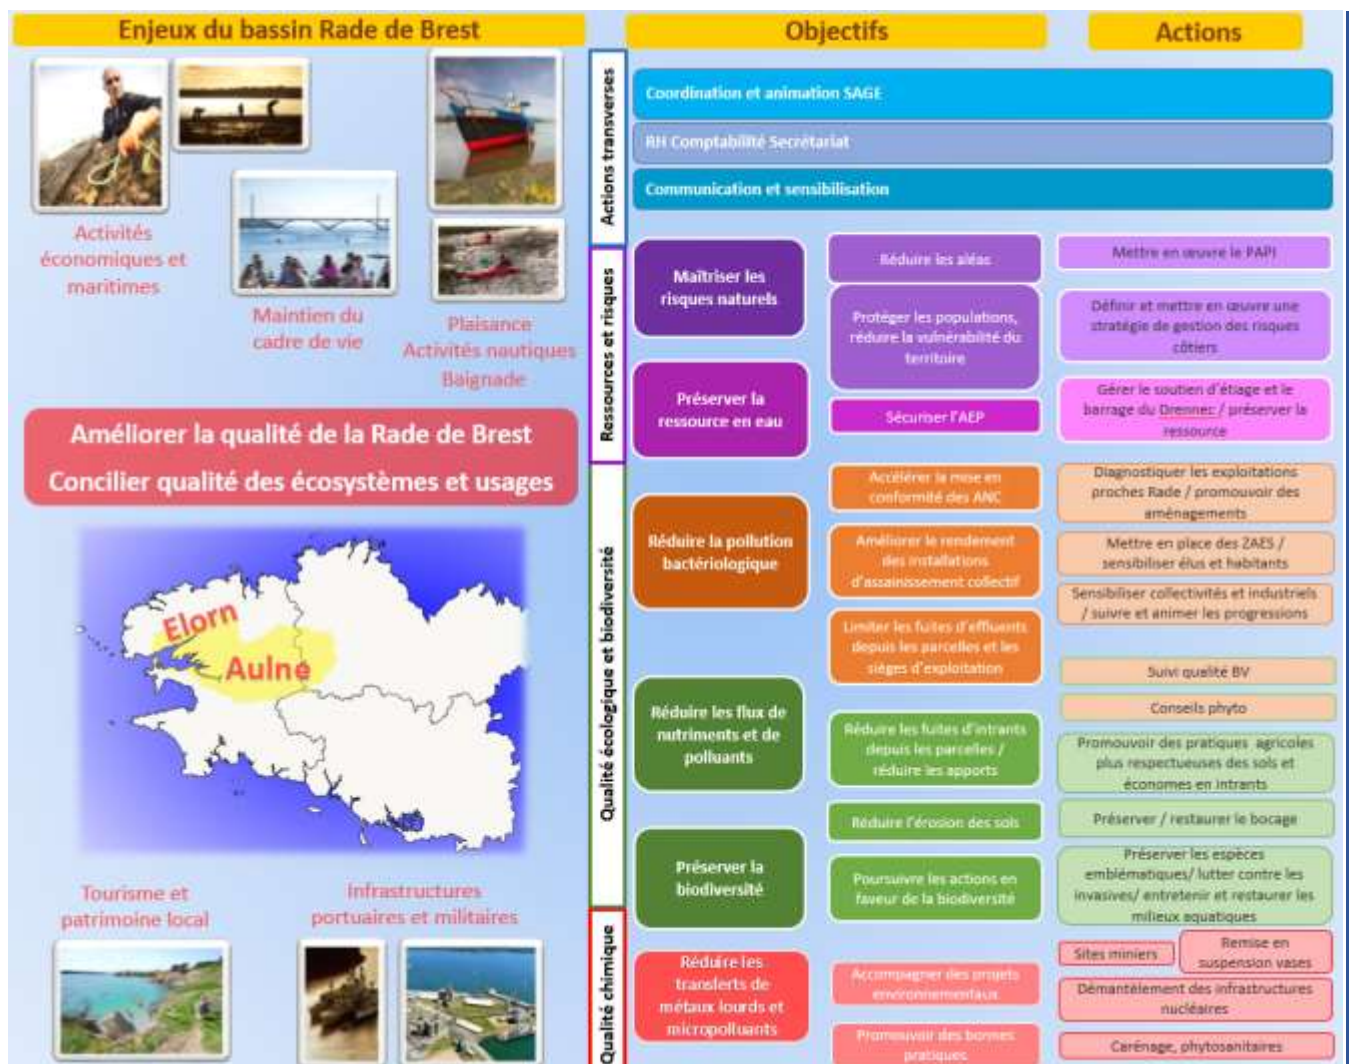 Enjeux du bassin Rade de Brest
Activités
économiques et
maritimes
Maintien du
cadre de vie
Plaisance
Activités nautiques
Baignade
Améliorer la qualité de la Rade de Brest
Concilier qualité des écosystèmes et usages
Elorn
Aulne
Tourisme et
patrimoine local
Infrastructures
portuaires et militaires
Objectifs
Actions
Actions transverses
Coordination et animation SAGE
RH Comptabilité Secrétariat
Communication et sensibilisation
Ressources et risques
Maîtriser les
risques naturels
Réduire les aléas
Protéger les populations,
réduire la vulnérabilité du
territoire
Mettre en œuvre le PAPI
Définir et mettre en œuvre une
stratégie de gestion des risques
côtiers
Préserver la
ressource en eau
Sécuriser l'AEP
Gérer le soutien d'étiage et le
barrage du Drennec / préserver la
ressource
Qualité écologique et biodiversité
Réduire la pollution
bactériologique
Accélérer la mise en
conformité des ANC
Améliorer le rendement
des installations
d'assainissement collectif
Limiter les fuites d'effluents
depuis les parcelles et les
sièges d'exploitation
Diagnostiquer les exploitations
proches Rade / promouvoir des
aménagements
Mettre en place des ZAES /
sensibiliser élus et habitants
Sensibiliser collectivités et industriels
/ suivre et animer les progressions
Suivi qualité BV
Conseils phyto
Réduire les flux de
nutriments et de
polluants
Réduire les fuites d'intrants
depuis les parcelles /
réduire les apports
Promouvoir des pratiques agricoles
plus respectueuses des sols et
économes en intrants
Réduire l'érosion des sols
Préserver / restaurer le bocage
Préserver la
biodiversité
Poursuivre les actions en
faveur de la biodiversité
Préserver les espèces
emblématiques/ lutter contre les
invasives/ entretenir et restaurer les
milieux aquatiques
Qualité chimique
Réduire les
transferts de
métaux lourds et
micropolluants
Accompagner des projets
environnementaux
Promouvoir des bonnes
pratiques
Sites miniers
Remise en
suspension vases
Démantèlement des infrastructures
nucléaires
Carénage, phytosanitaires